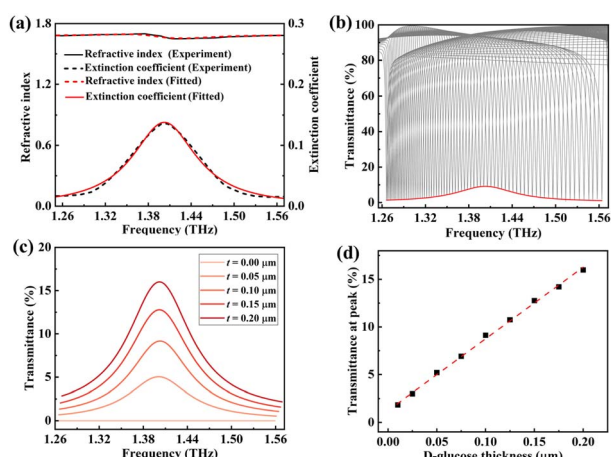 (a)
1.8
1.2
0.6
0.0
Refractive index
0.3
0.2
0.1
0.0
Extinction coefficient
Refractive index (Experiment)
Extinction coefficient (Experiment)
Refractive index (Fitted)
Extinction coefficient (Fitted)
1.26 1.32 1.38 1.44 1.50 1.56
Frequency (THz)
(b)
100
80
60
40
20
0
Transmittance (%)
1.26 1.32 1.38 1.44 1.50 1.56
Frequency (THz)
(c)
15
10
5
0
Transmittance (%)
t = 0.00 μm
t = 0.05 μm
t = 0.10 μm
t = 0.15 μm
t = 0.20 μm
1.26 1.32 1.38 1.44 1.50 1.56
Frequency (THz)
(d)
15
10
5
0
Transmittance at peak (%)
0.00 0.05 0.10 0.15 0.20
D-glucose thickness (μm)